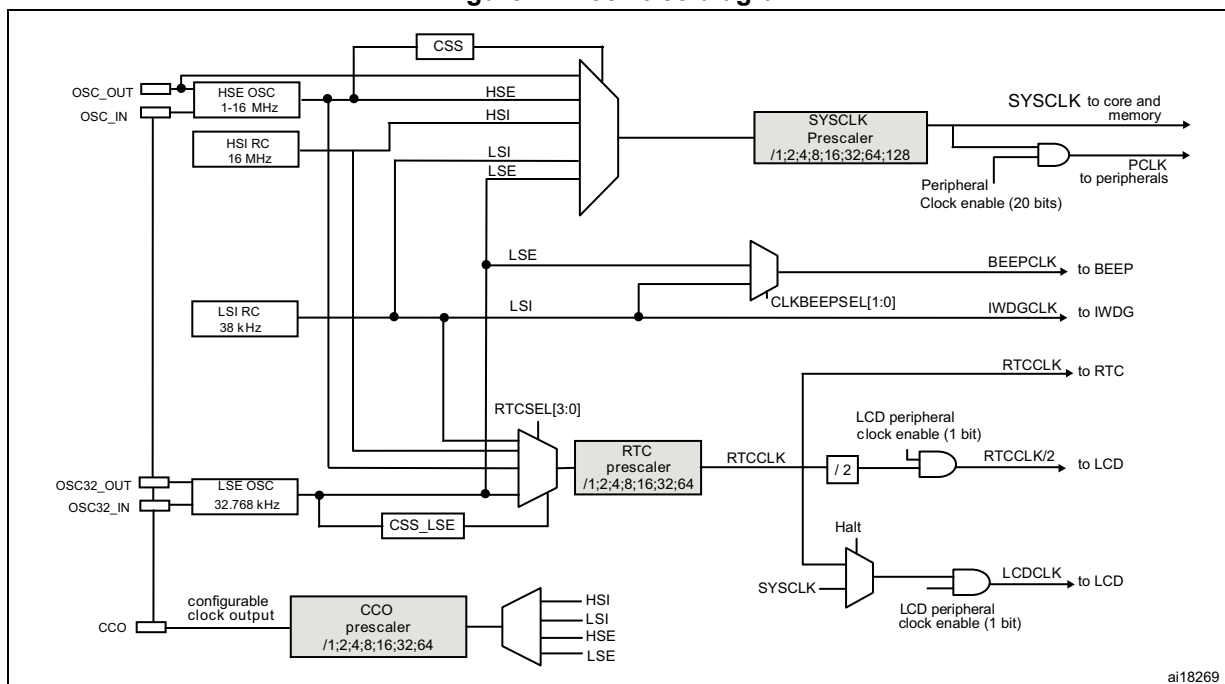 CSS
OSC_OUT
HSE OSC
1-16 MHz
OSC_IN
HSE
HSI
HSI RC
16 MHz
LSI
LSE
SYSCLK
Prescaler
/1;2;4;8;16;32;64;128
SYSCLK to core and
memory
PCLK
to peripherals
Peripheral
Clock enable (20 bits)
LSE
BEEPCLK
to BEEP
CLKBEEPSEL[1:0]
LSI RC
38 kHz
LSI
IWDGCLK
to IWDG
RTCCLK
to RTC
RTCSEL[3:0]
LCD peripheral
clock enable (1 bit)
RTC
prescaler
/1;2;4;8;16;32;64
RTCCLK
/ 2
RTCCLK/2
to LCD
OSC32_OUT
LSE OSC
32.768 kHz
OSC32_IN
CSS_LSE
Halt
SYSCLK
LCDCLK
to LCD
LCD peripheral
clock enable (1 bit)
configurable
clock output
CCO
CCO
prescaler
/1;2;4;8;16;32;64
HSI
LSI
HSE
LSE
ai18269